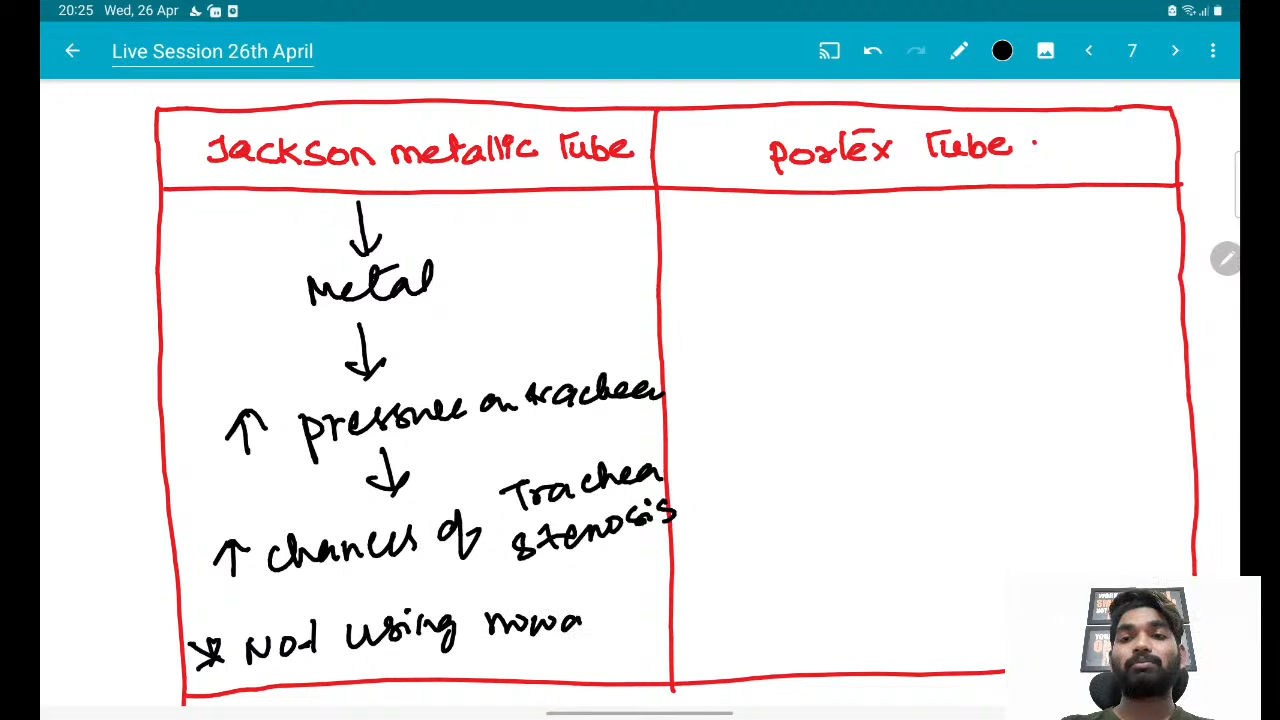 20:25 Wed, 26 Apr
Live Session 26th April
7
Jackson metallic Tube
portex Tube
Metal
↑ pressure on trachea
↑ chances of Trachea
stenosis
* Not using nowa